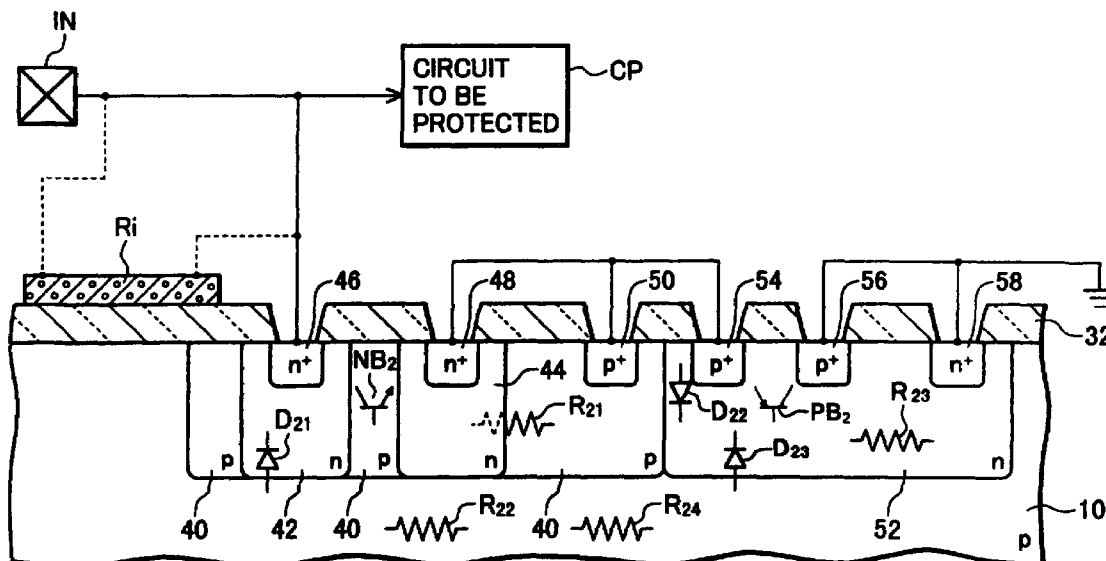 IN
CIRCUIT
TO BE
PROTECTED
CP
Ri
46
48
50
54
56
58
32
n+
n+
p+
p+
p+
n+
NB2
44
R21
D22
PB2
R23
D21
D23
p
n
p
n
p
n
40
42
40
R22
40
R24
52
10
p